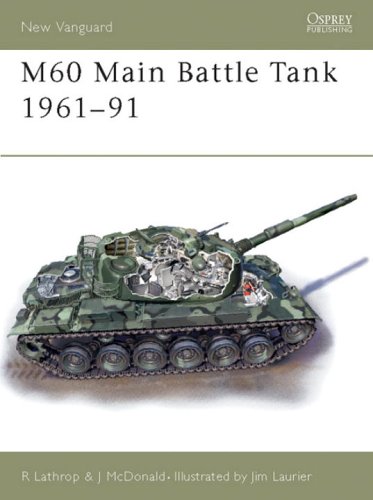 New Vanguard
OSPREY
PUBLISHING
M60 Main Battle Tank
1961–91
R Lathrop & J McDonald • Illustrated by Jim Laurier